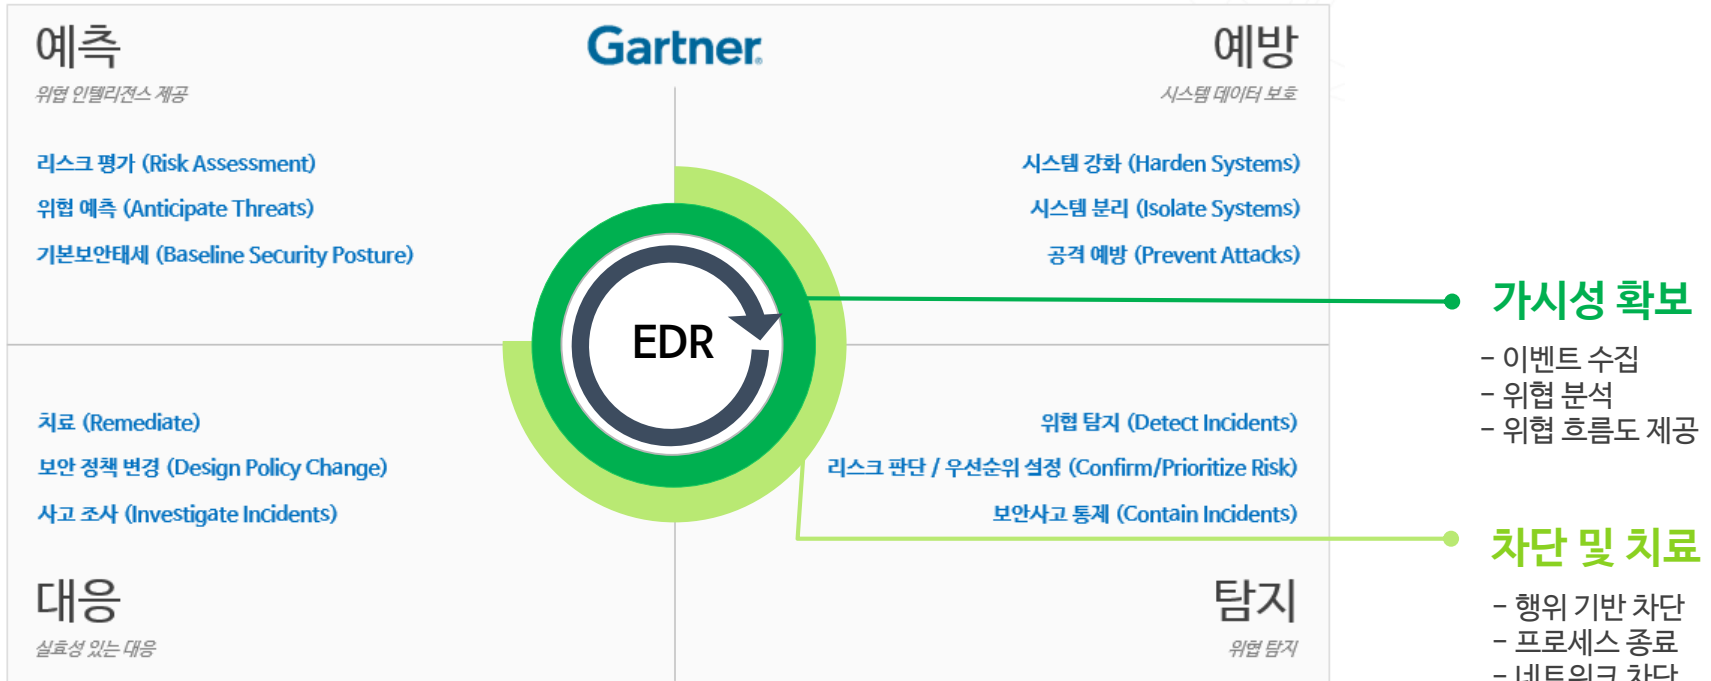 예측
위협 인텔리전스 제공
리스크 평가 (Risk Assessment)
위협 예측 (Anticipate Threats)
기본보안태세 (Baseline Security Posture)
Gartner®
예방
시스템 데이터 보호
시스템 강화 (Harden Systems)
시스템 분리 (Isolate Systems)
공격 예방 (Prevent Attacks)
EDR
치료 (Remediate)
보안 정책 변경 (Design Policy Change)
사고 조사 (Investigate Incidents)
대응
실효성 있는 대응
위협 탐지 (Detect Incidents)
리스크 판단 / 우선순위 설정 (Confirm/Prioritize Risk)
보안사고 통제 (Contain Incidents)
탐지
위협 탐지
가시성 확보
- 이벤트 수집
- 위협 분석
- 위협 흐름도 제공
차단 및 치료
- 행위 기반 차단
- 프로세스 종료
- 네트워크 차단